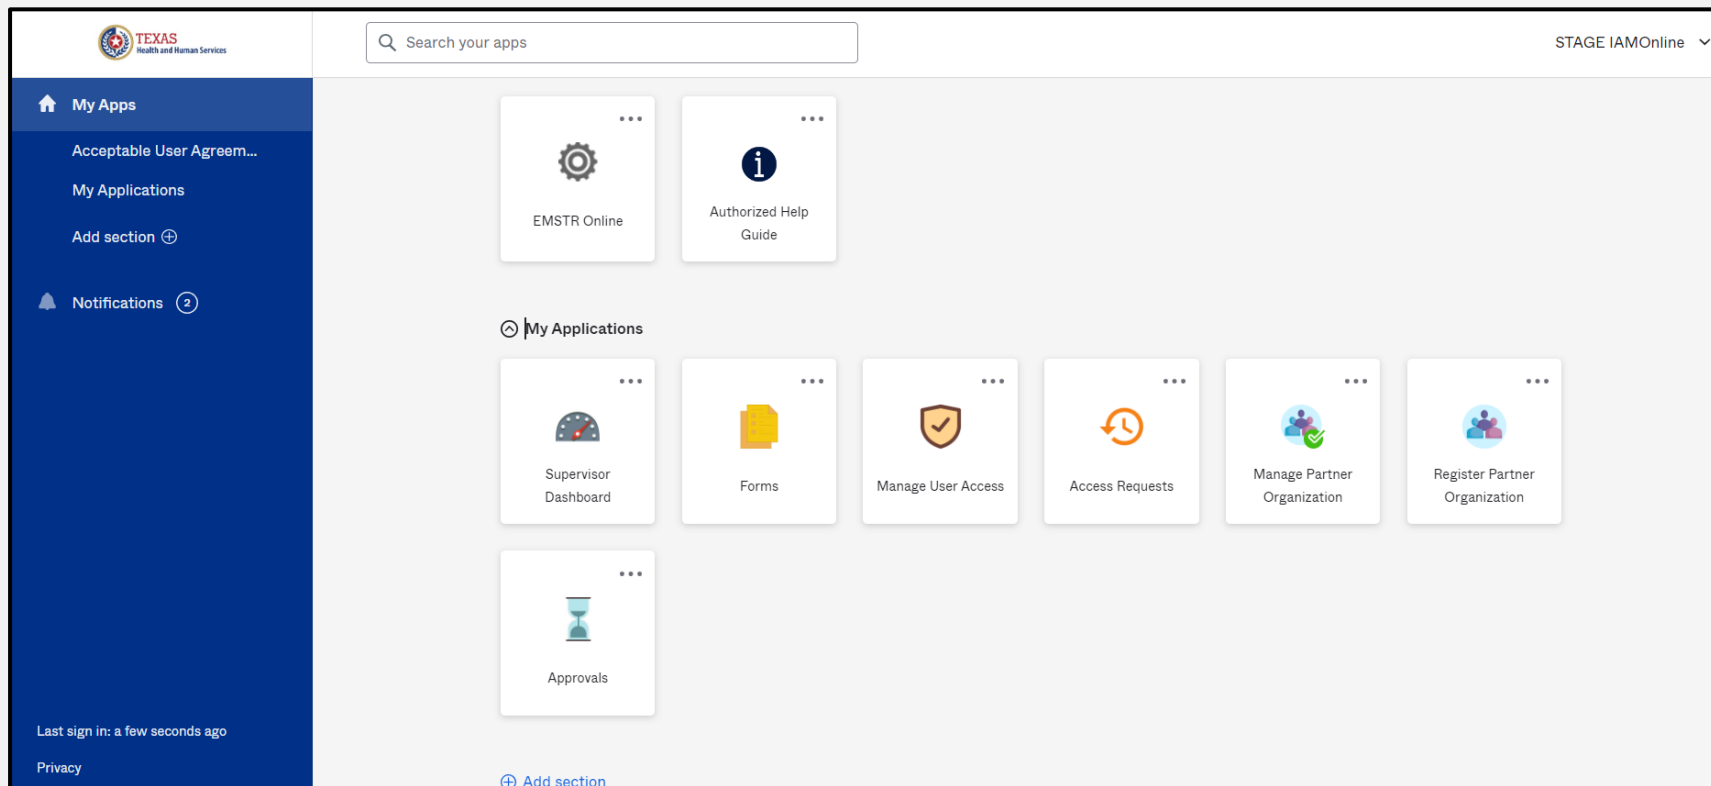 TEXAS
Health and Human Services
Search your apps
STAGE IAMOnline
My Apps
Acceptable User Agreem...
My Applications
Add section
Notifications 2
Last sign in: a few seconds ago
Privacy
EMSTR Online
Authorized Help
Guide
My Applications
Supervisor
Dashboard
Forms
Manage User Access
Access Requests
Manage Partner
Organization
Register Partner
Organization
Approvals
Add section